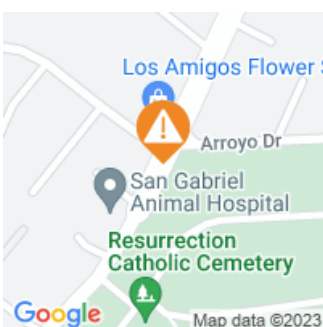 Los Amigos Flower S
Arroyo Dr
San Gabriel
Animal Hospital
Resurrection
Catholic Cemetery
Google
Map data ©2023